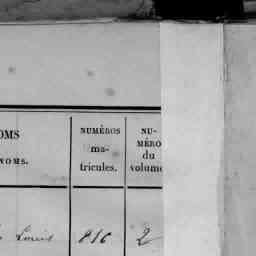 OMS
NOMS.
NUMÉROS
ma-
tricules.
NU-
MÉRO
du
volume
Louis 816 2